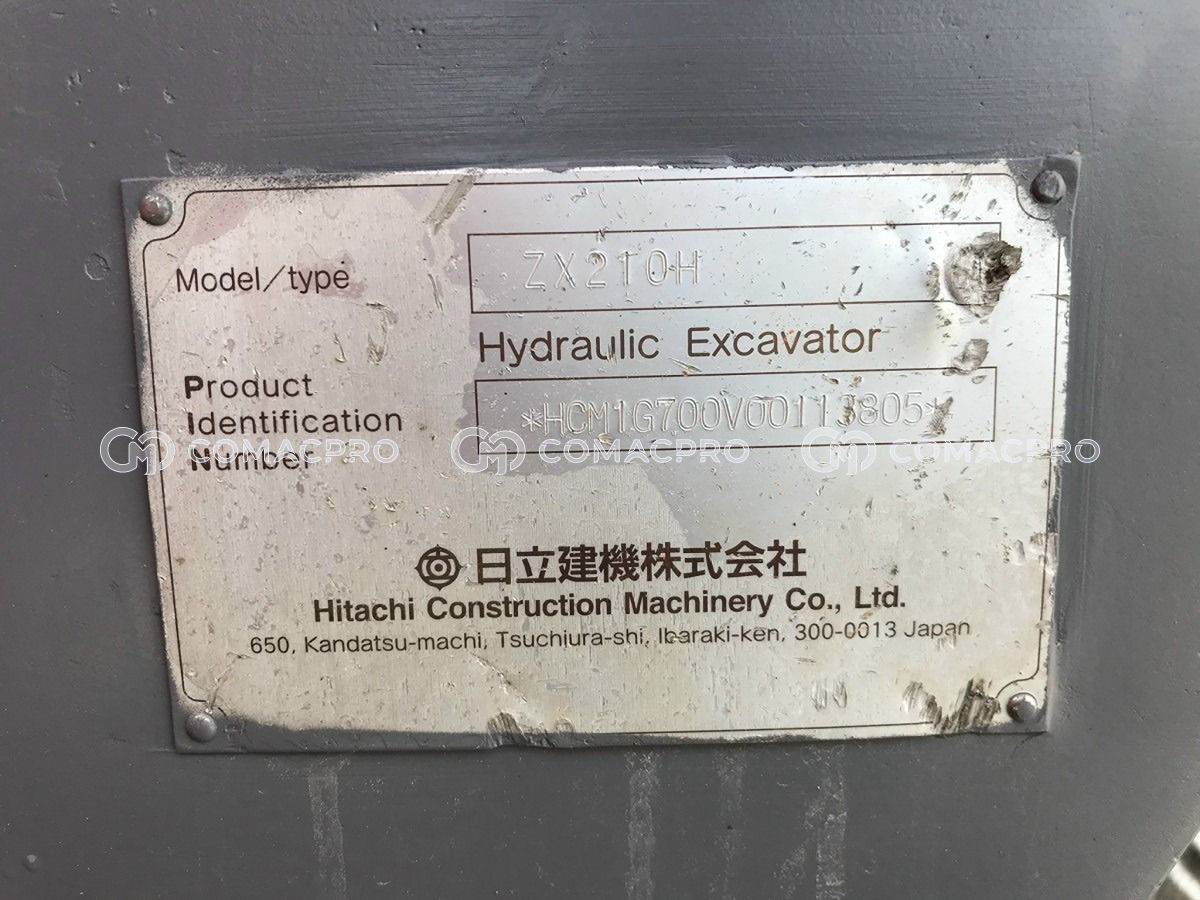 Model/type ZX210H
Hydraulic Excavator
Product
Identification
Number
*HCM1G700V00113805*
COMACPRO COMACPRO COMACPRO
日立建機株式会社
Hitachi Construction Machinery Co., Ltd.
650, Kandatsu-machi, Tsuchiura-shi, Ibaraki-ken, 300-0013 Japan